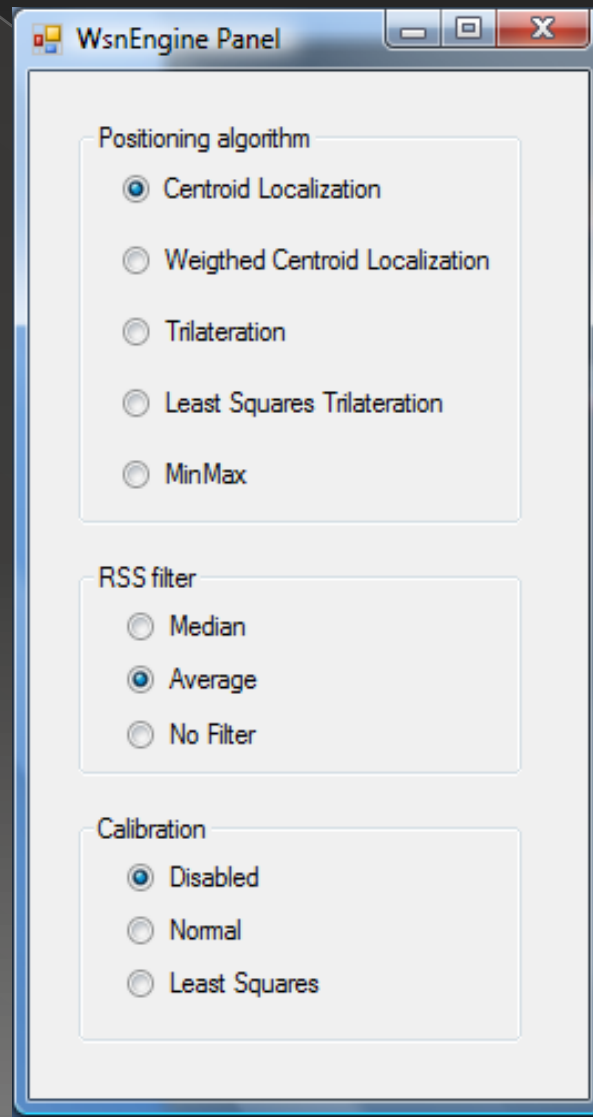 WsnEngine Panel
Positioning algorithm
Centroid Localization
Weigthed Centroid Localization
Trilateration
Least Squares Trilateration
MinMax
RSS filter
Median
Average
No Filter
Calibration
Disabled
Normal
Least Squares